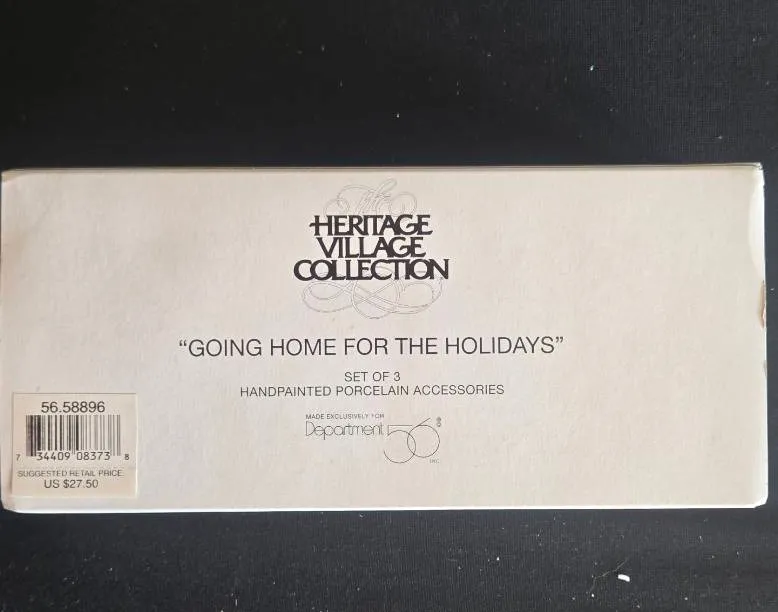 The
HERITAGE
VILLAGE
COLLECTION
“GOING HOME FOR THE HOLIDAYS”
SET OF 3
HANDPAINTED PORCELAIN ACCESSORIES
MADE EXCLUSIVELY FOR
Department 56®
INC.
56.58896
7 34409 08373 8
SUGGESTED RETAIL PRICE:
US $27.50